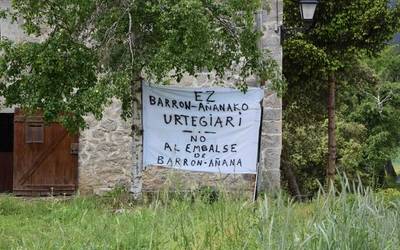 EZ
BARRON-AÑANAKO
URTEGIARI
NO
AL EMBALSE
DE
BARRON-AÑANA